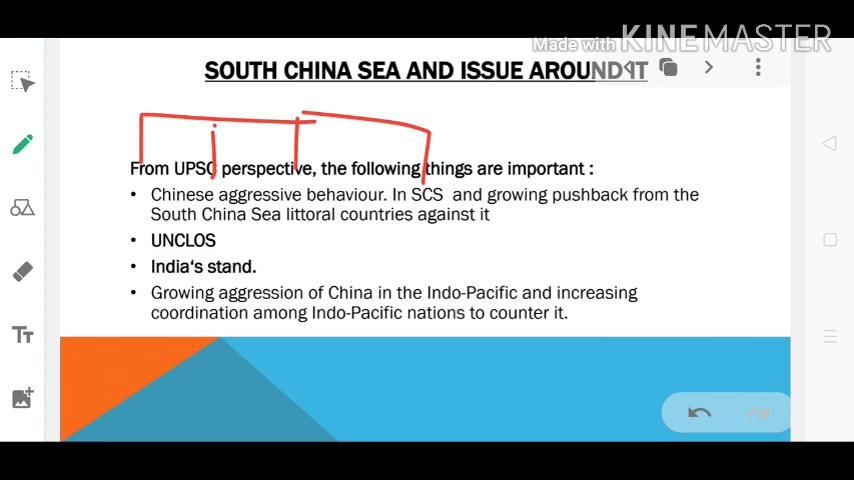 Made with KINEMASTER
SOUTH CHINA SEA AND ISSUE AROUND IT
From UPSC perspective, the following things are important :
• Chinese aggressive behaviour. In SCS and growing pushback from the
South China Sea littoral countries against it
• UNCLOS
• India's stand.
• Growing aggression of China in the Indo-Pacific and increasing
coordination among Indo-Pacific nations to counter it.
TT